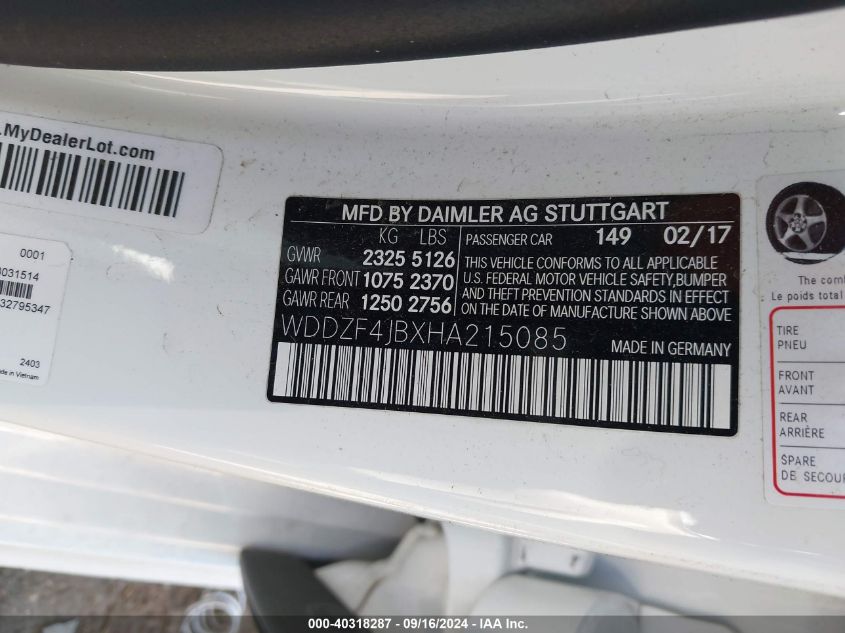 .MyDealerLot.com
0001
031514
32795347
2403
de in Vietnam
MFD BY DAIMLER AG STUTTGART
KG LBS
GVWR 2325 5126
GAWR FRONT 1075 2370
GAWR REAR 1250 2756
PASSENGER CAR 149 02/17
THIS VEHICLE CONFORMS TO ALL APPLICABLE
U.S. FEDERAL MOTOR VEHICLE SAFETY,BUMPER
AND THEFT PREVENTION STANDARDS IN EFFECT
ON THE DATE OF MANUFACTURE SHOWN ABOVE
WDDZF4JBXHA215085
MADE IN GERMANY
The comb
Le poids total
TIRE
PNEU
FRONT
AVANT
REAR
ARRIÈRE
SPARE
DE SECOUR
000-40318287 - 09/16/2024 - IAA Inc.